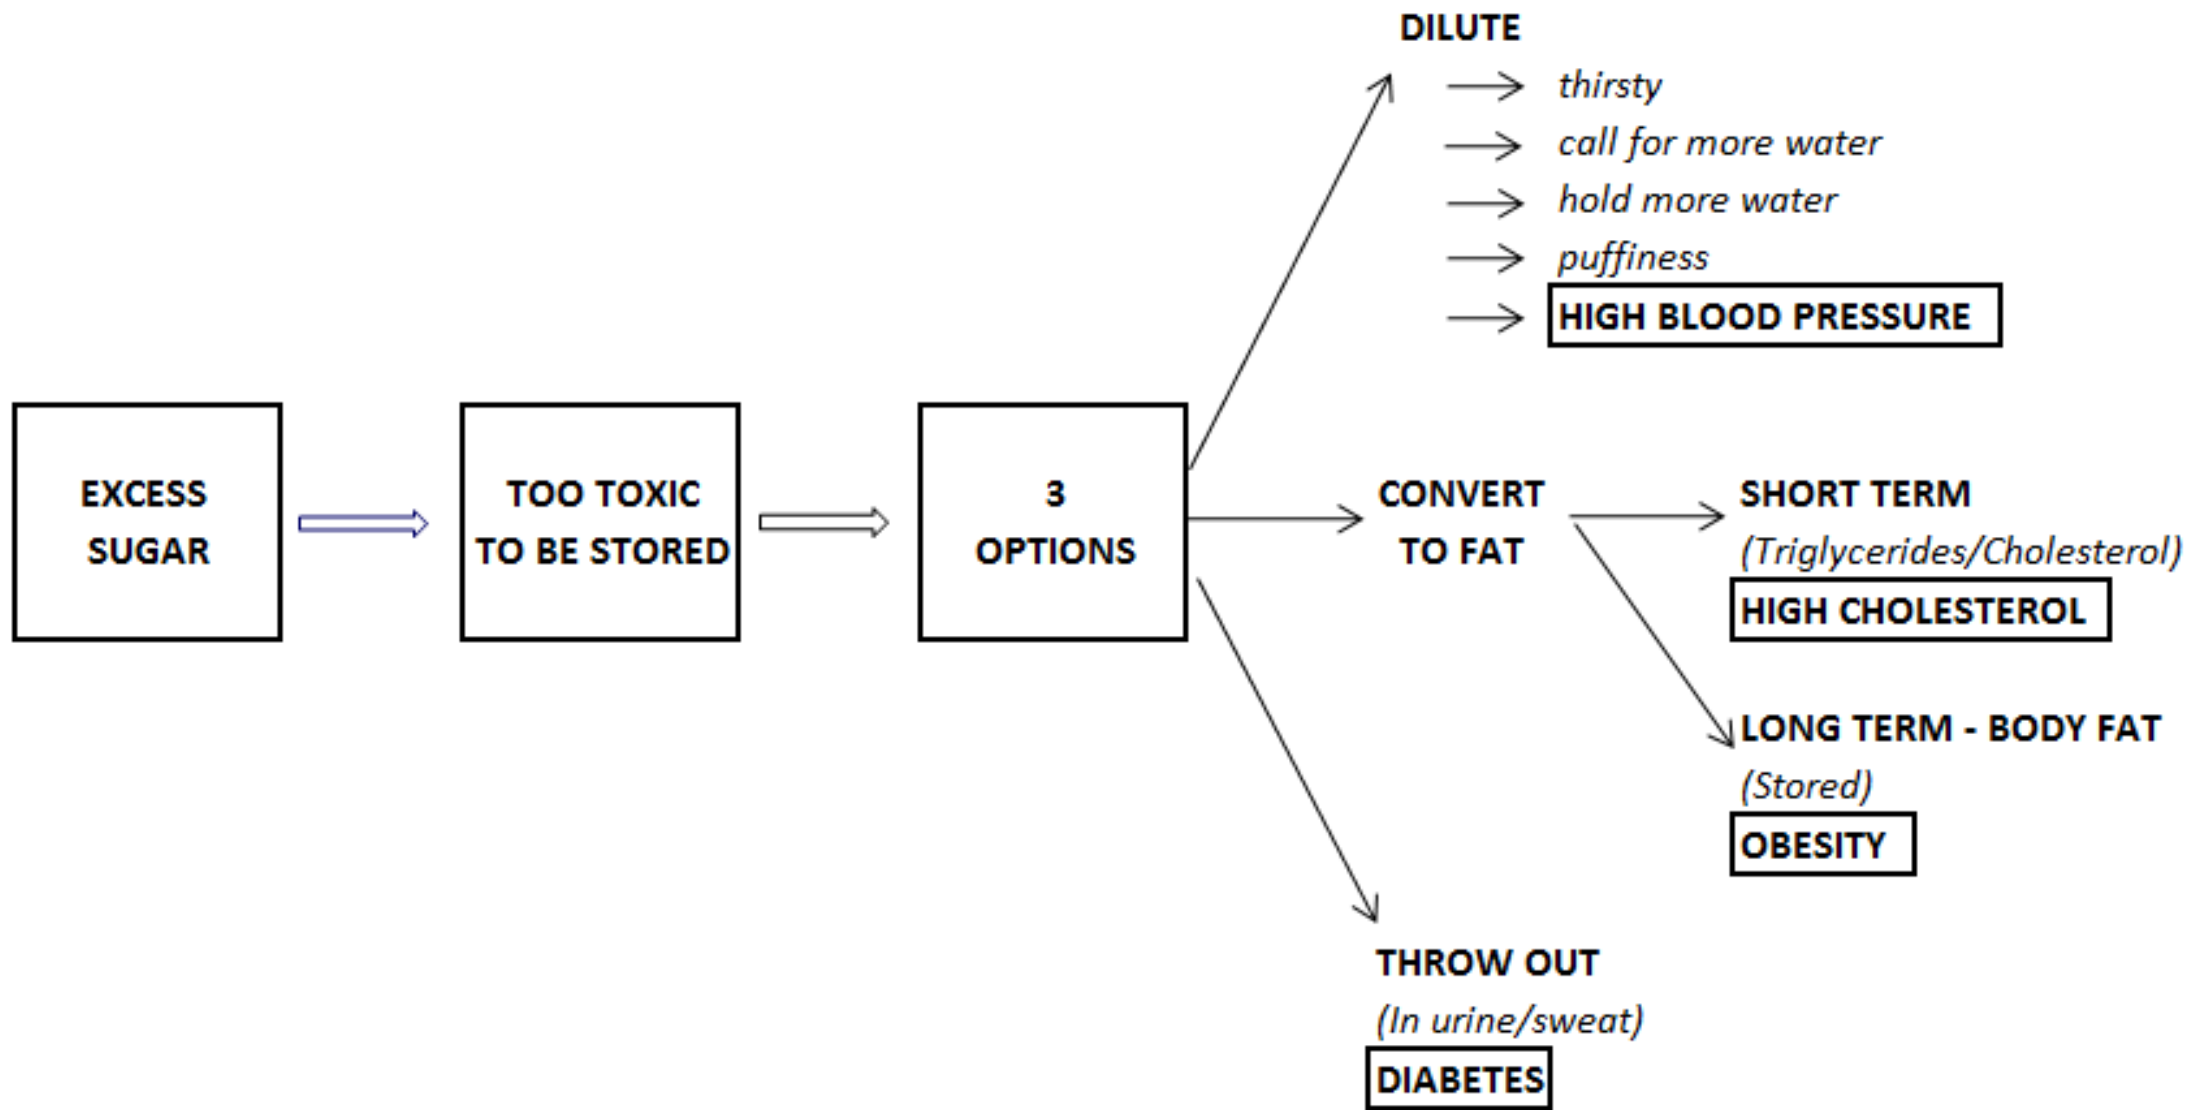 DILUTE
thirsty
call for more water
hold more water
puffiness
HIGH BLOOD PRESSURE
EXCESS
SUGAR
TOO TOXIC
TO BE STORED
3
OPTIONS
CONVERT
TO FAT
SHORT TERM
(Triglycerides/Cholesterol)
HIGH CHOLESTEROL
LONG TERM - BODY FAT
(Stored)
OBESITY
THROW OUT
(In urine/sweat)
DIABETES